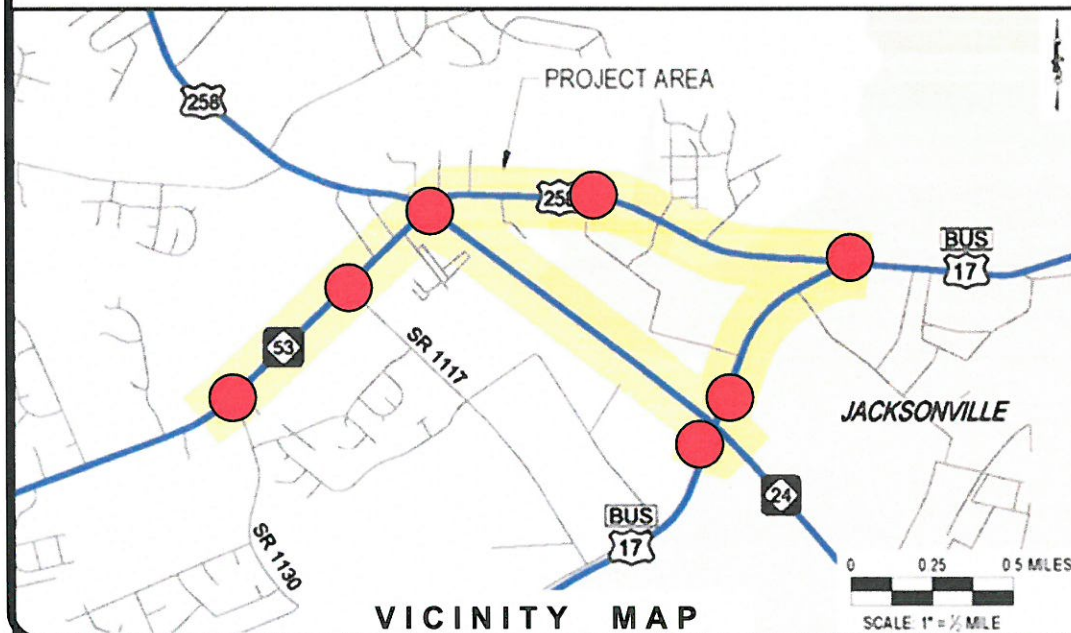 258
PROJECT AREA
BUS
17
53
SR 1117
JACKSONVILLE
24
BUS
17
SR 1130
0 0.25 0.5 MILES
SCALE: 1" = ½ MILE
VICINITY MAP